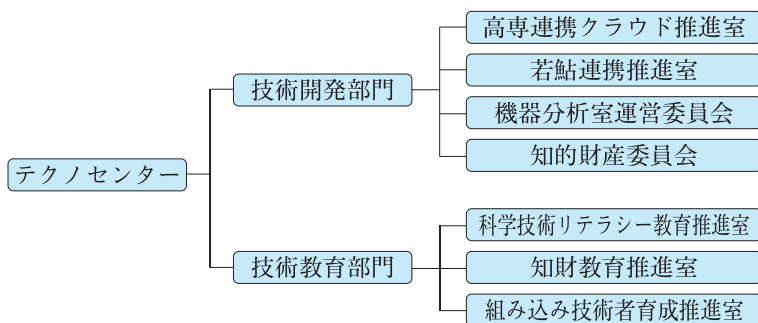 テクノセンター
技術開発部門
高専連携クラウド推進室
若鮎連携推進室
機器分析室運営委員会
知的財産委員会
技術教育部門
科学技術リテラシー教育推進室
知財教育推進室
組み込み技術者育成推進室